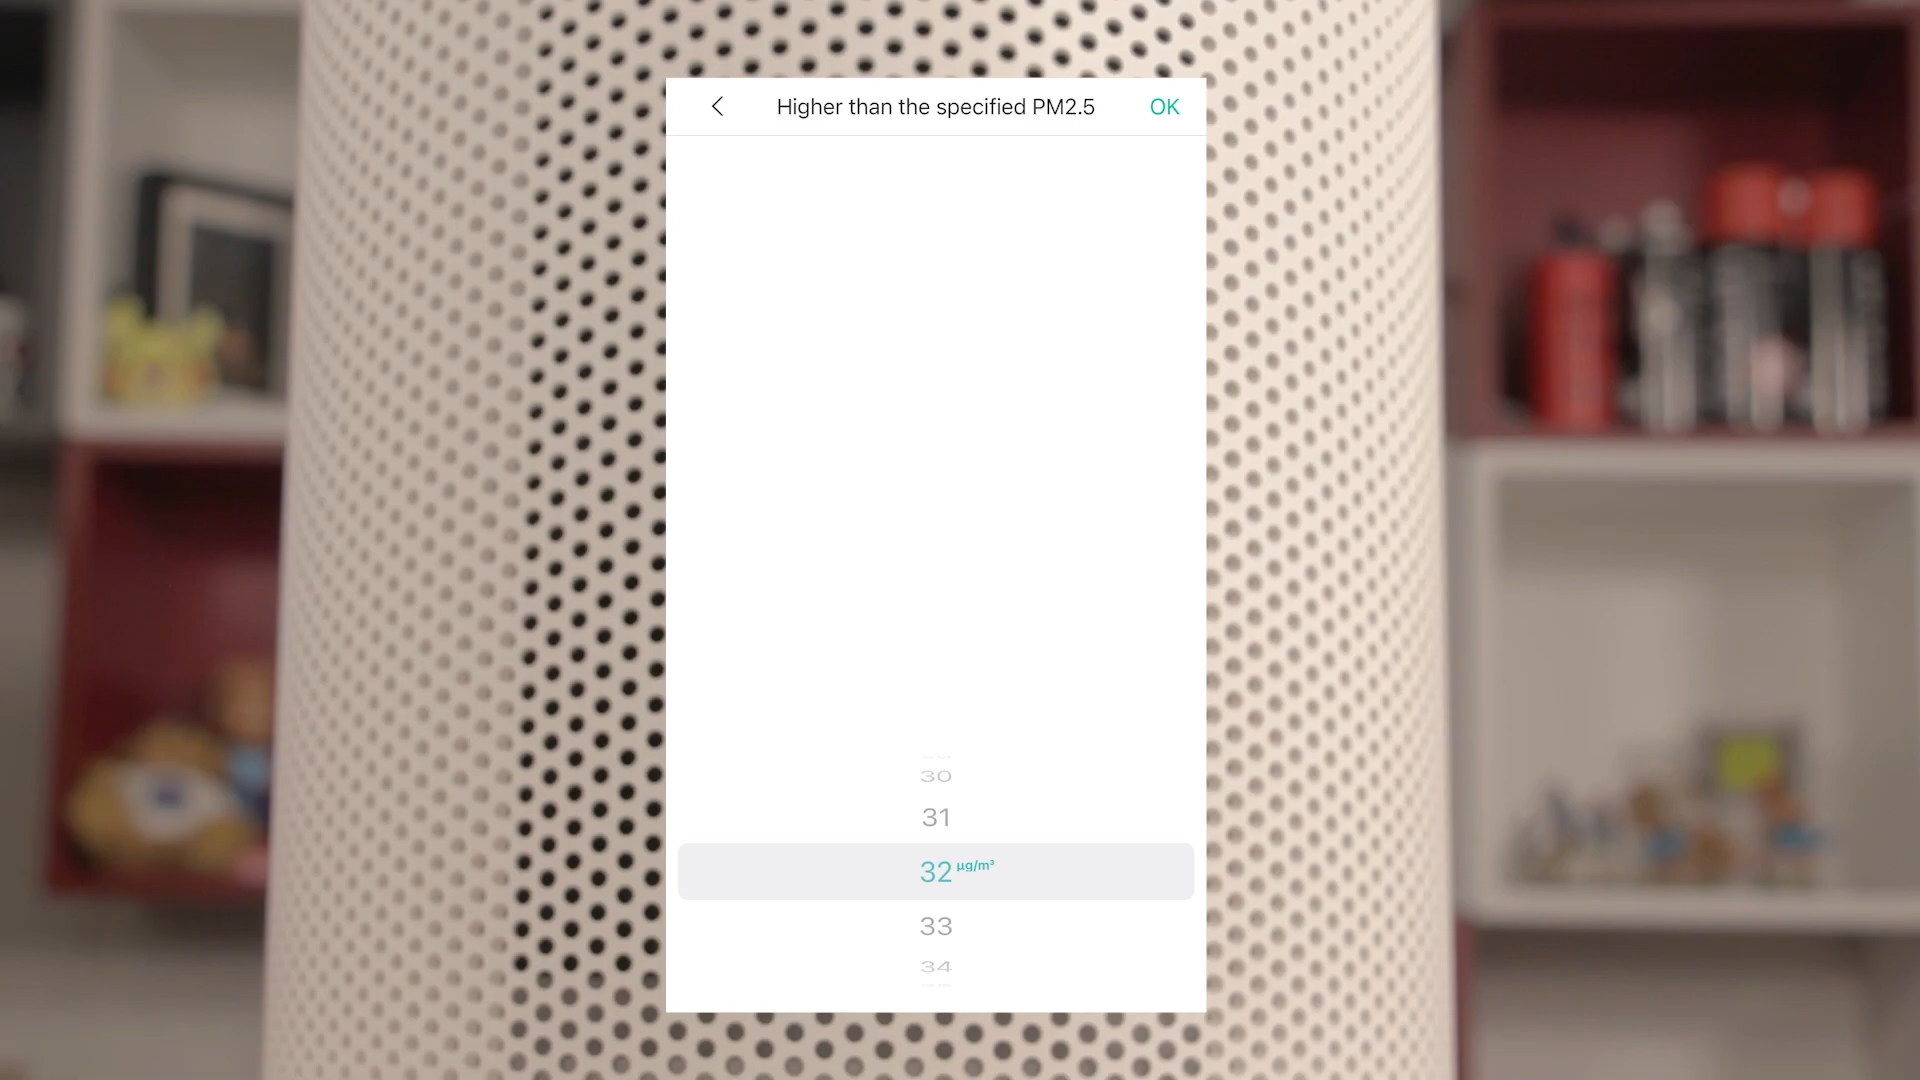 Higher than the specified PM2.5
OK
30
31
32 µg/m³
33
34